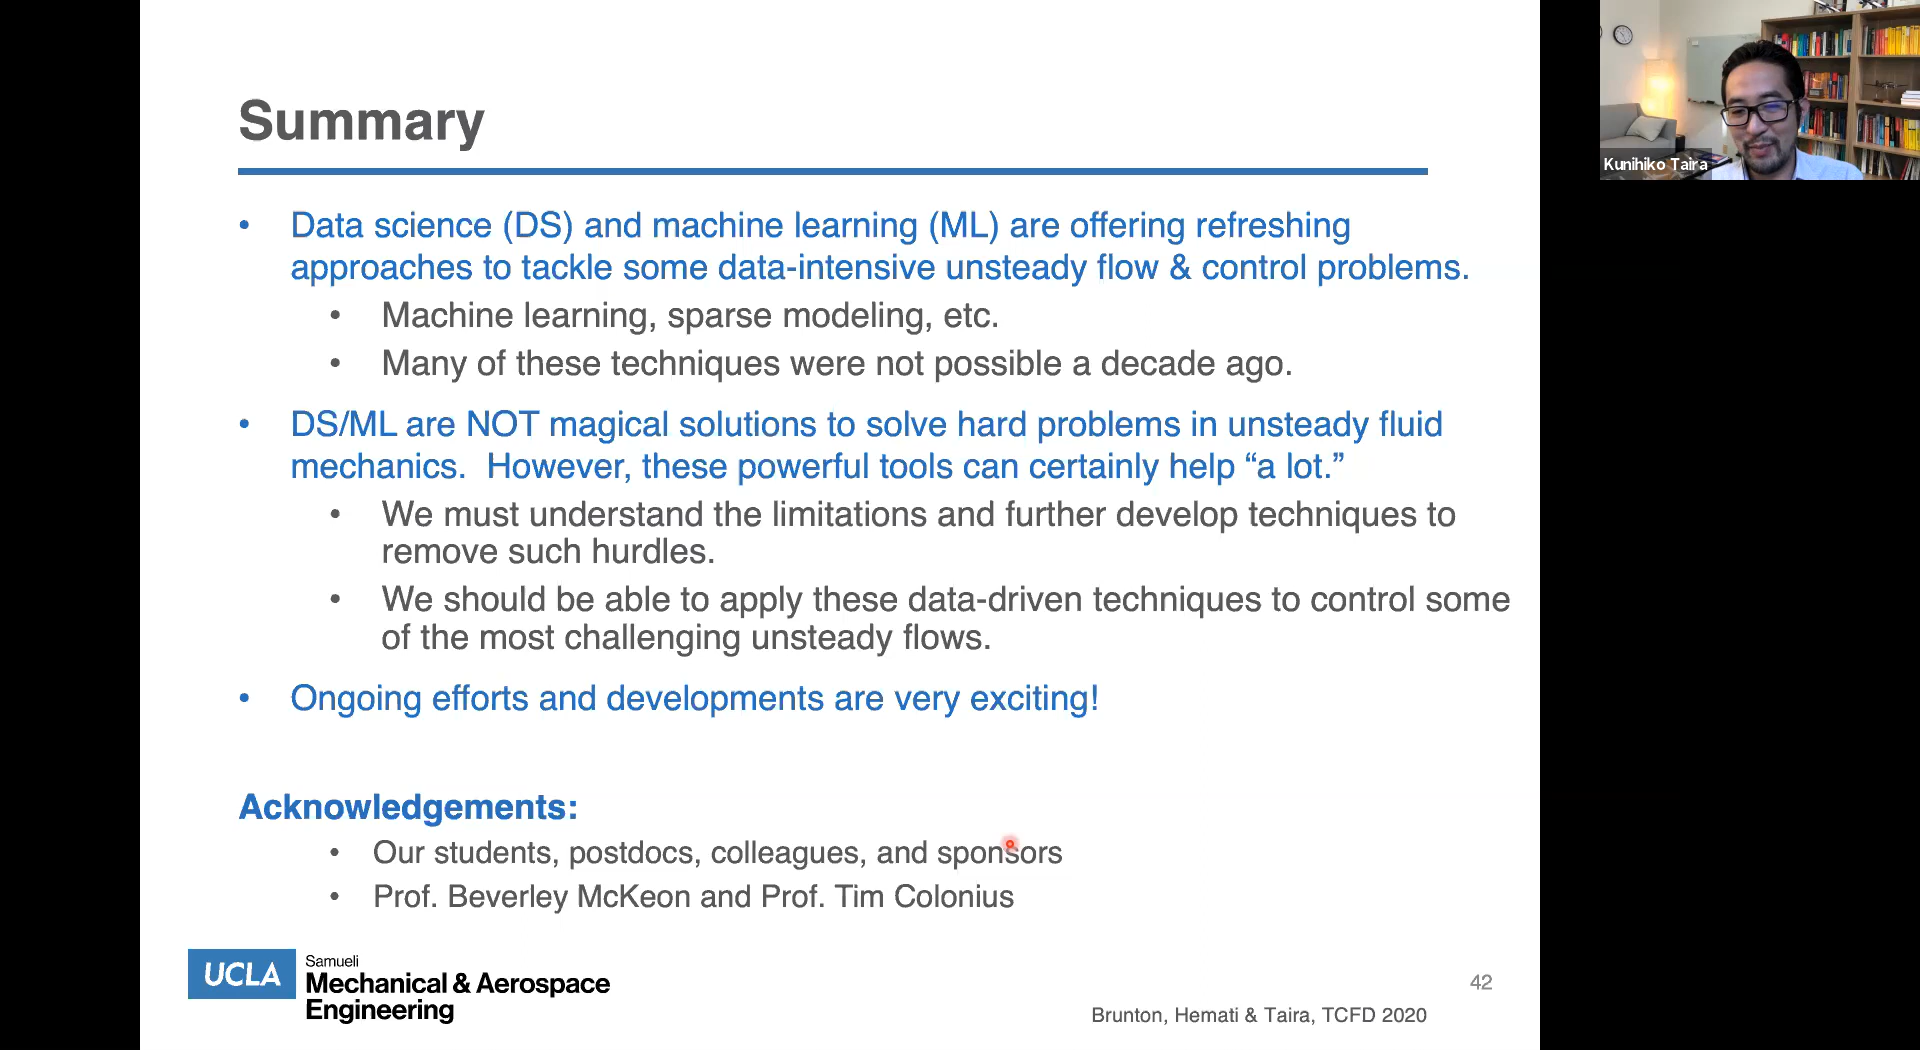 Summary
• Data science (DS) and machine learning (ML) are offering refreshing
approaches to tackle some data-intensive unsteady flow & control problems.
• Machine learning, sparse modeling, etc.
• Many of these techniques were not possible a decade ago.
• DS/ML are NOT magical solutions to solve hard problems in unsteady fluid
mechanics.  However, these powerful tools can certainly help “a lot.”
• We must understand the limitations and further develop techniques to
remove such hurdles.
• We should be able to apply these data-driven techniques to control some
of the most challenging unsteady flows.
• Ongoing efforts and developments are very exciting!
Acknowledgements:
• Our students, postdocs, colleagues, and sponsors
• Prof. Beverley McKeon and Prof. Tim Colonius
UCLA
Samueli
Mechanical & Aerospace
Engineering
42
Brunton, Hemati & Taira, TCFD 2020
Kunihiko Taira